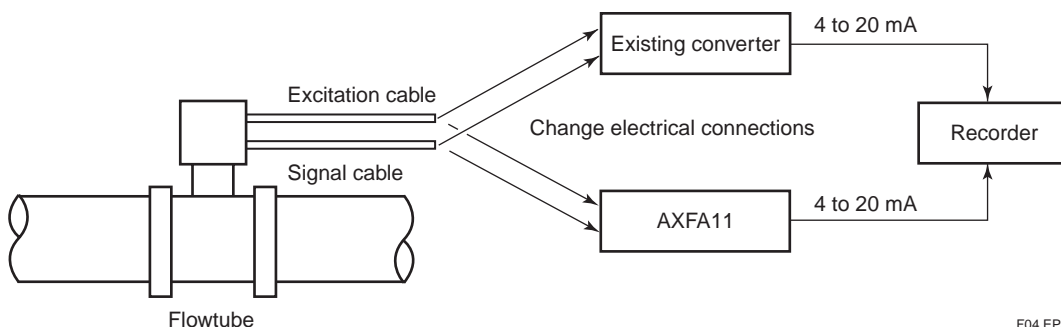 4 to 20 mA
Existing converter
Excitation cable
Change electrical connections
Recorder
Signal cable
4 to 20 mA
AXFA11
Flowtube
F04.EP